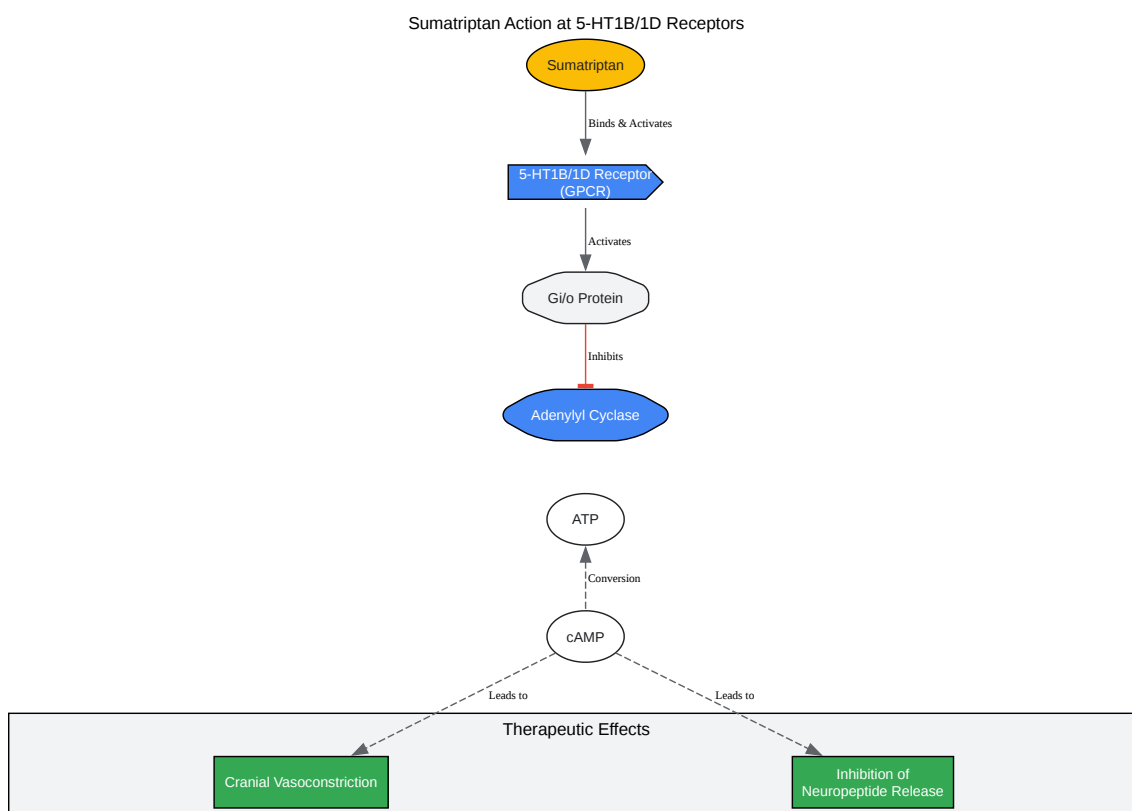 Sumatriptan Action at 5-HT1B/1D Receptors
Sumatriptan
Binds & Activates
5-HT1B/1D Receptor
(GPCR)
Activates
Gi/o Protein
Inhibits
Adenylyl Cyclase
ATP
Conversion
cAMP
Leads to
Leads to
Therapeutic Effects
Cranial Vasoconstriction
Inhibition of
Neuropeptide Release